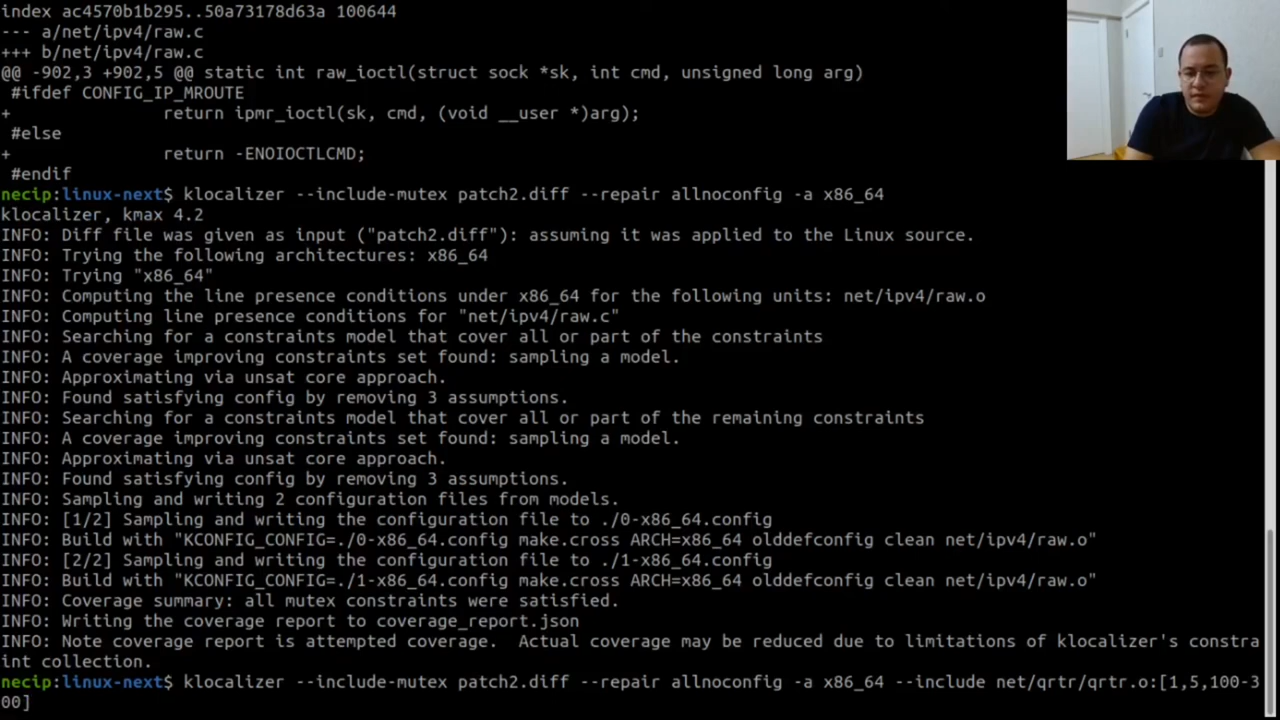 index ac4570b1b295..50a73178d63a 100644
--- a/net/ipv4/raw.c
+++ b/net/ipv4/raw.c
@@ -902,3 +902,5 @@ static int raw_ioctl(struct sock *sk, int cmd, unsigned long arg)
 #ifdef CONFIG_IP_MROUTE
+               return ipmr_ioctl(sk, cmd, (void __user *)arg);
 #else
+               return -ENOIOCTLCMD;
 #endif
necip:linux-next$ klocalizer --include-mutex patch2.diff --repair allnoconfig -a x86_64
klocalizer, kmax 4.2
INFO: Diff file was given as input ("patch2.diff"): assuming it was applied to the Linux source.
INFO: Trying the following architectures: x86_64
INFO: Trying "x86_64"
INFO: Computing the line presence conditions under x86_64 for the following units: net/ipv4/raw.o
INFO: Computing line presence conditions for "net/ipv4/raw.c"
INFO: Searching for a constraints model that cover all or part of the constraints
INFO: A coverage improving constraints set found: sampling a model.
INFO: Approximating via unsat core approach.
INFO: Found satisfying config by removing 3 assumptions.
INFO: Searching for a constraints model that cover all or part of the remaining constraints
INFO: A coverage improving constraints set found: sampling a model.
INFO: Approximating via unsat core approach.
INFO: Found satisfying config by removing 3 assumptions.
INFO: Sampling and writing 2 configuration files from models.
INFO: [1/2] Sampling and writing the configuration file to ./0-x86_64.config
INFO: Build with "KCONFIG_CONFIG=./0-x86_64.config make.cross ARCH=x86_64 olddefconfig clean net/ipv4/raw.o"
INFO: [2/2] Sampling and writing the configuration file to ./1-x86_64.config
INFO: Build with "KCONFIG_CONFIG=./1-x86_64.config make.cross ARCH=x86_64 olddefconfig clean net/ipv4/raw.o"
INFO: Coverage summary: all mutex constraints were satisfied.
INFO: Writing the coverage report to coverage_report.json
INFO: Note coverage report is attempted coverage.  Actual coverage may be reduced due to limitations of klocalizer's constra
int collection.
necip:linux-next$ klocalizer --include-mutex patch2.diff --repair allnoconfig -a x86_64 --include net/qrtr/qrtr.o:[1,5,100-3
00]